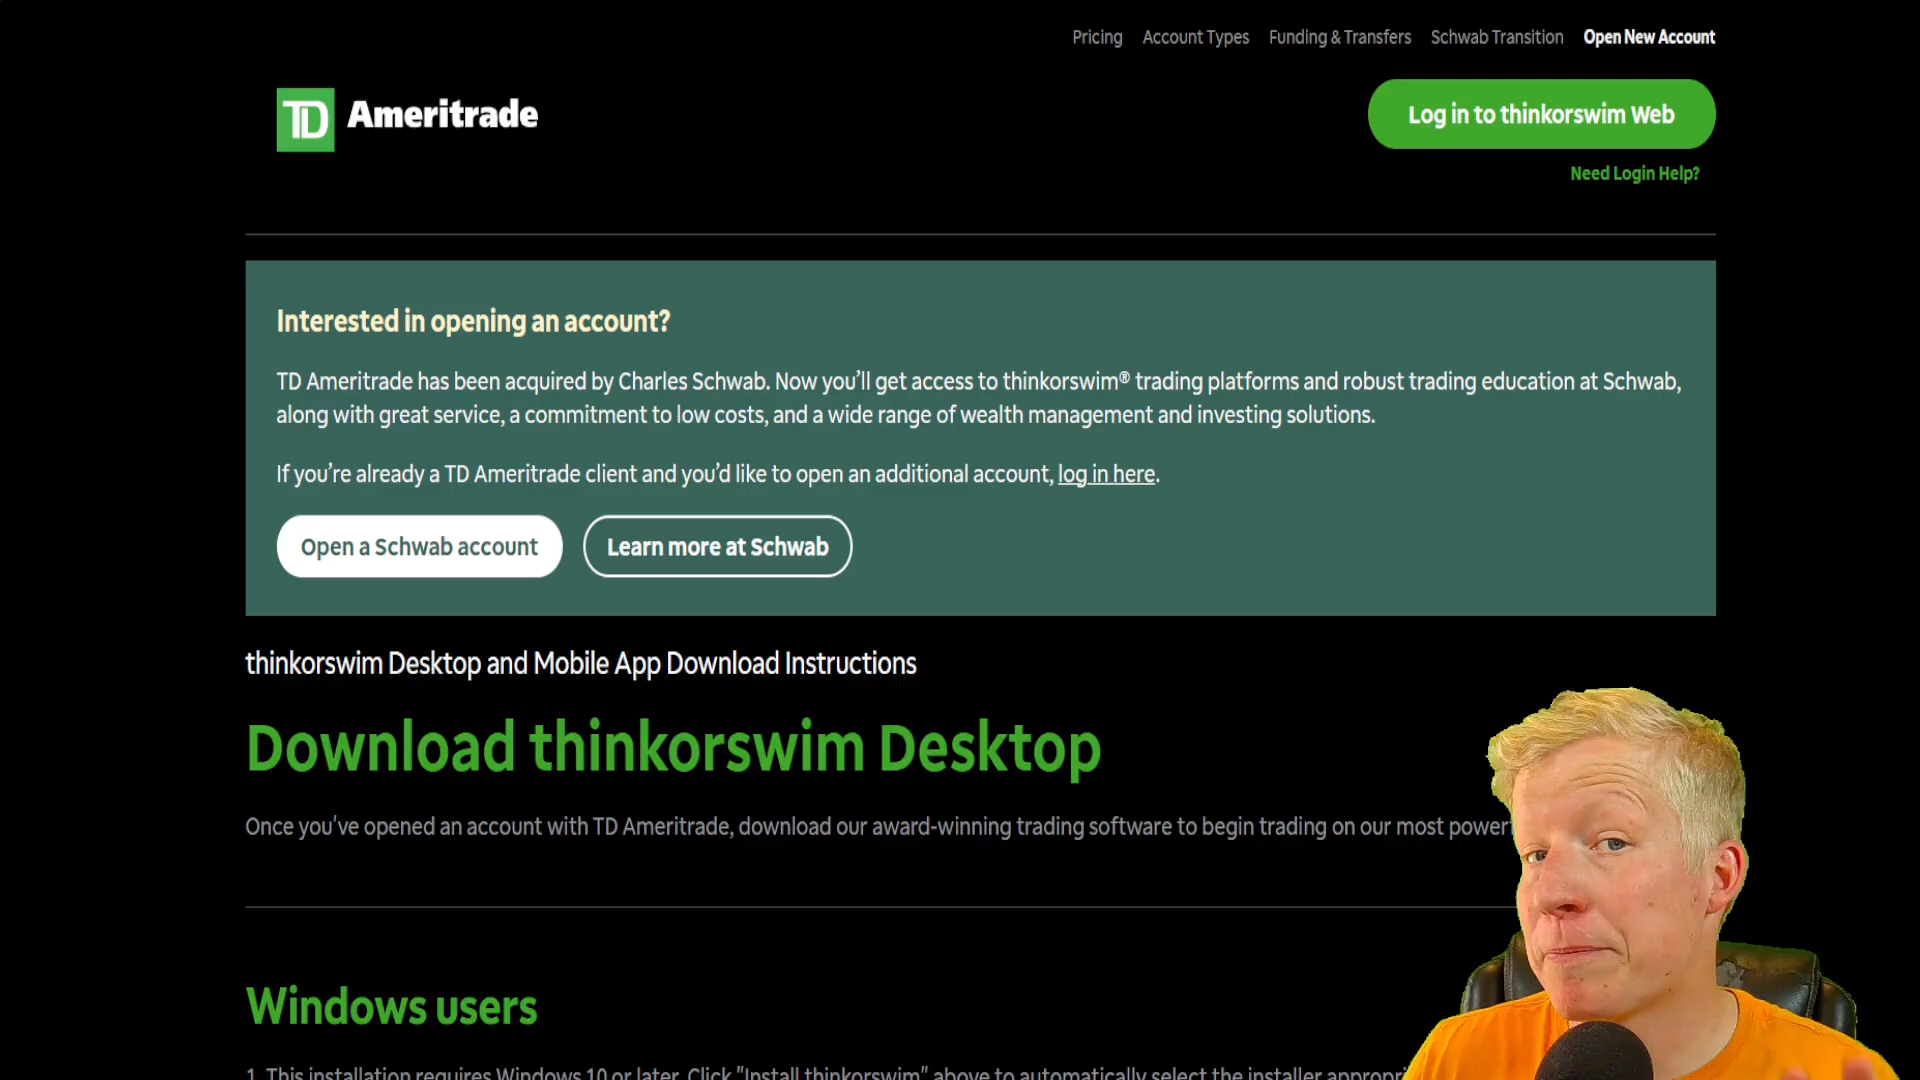 Pricing Account Types Funding & Transfers Schwab Transition Open New Account
TD Ameritrade
Log in to thinkorswim Web
Need Login Help?
Interested in opening an account?
TD Ameritrade has been acquired by Charles Schwab. Now you'll get access to thinkorswim® trading platforms and robust trading education at Schwab,
along with great service, a commitment to low costs, and a wide range of wealth management and investing solutions.
If you're already a TD Ameritrade client and you'd like to open an additional account, log in here.
Open a Schwab account Learn more at Schwab
thinkorswim Desktop and Mobile App Download Instructions
Download thinkorswim Desktop
Once you've opened an account with TD Ameritrade, download our award-winning trading software to begin trading on our most
Windows users
1. This installation requires Windows 10 or later. Click "Install thinkorswim" above to automatically select the installer